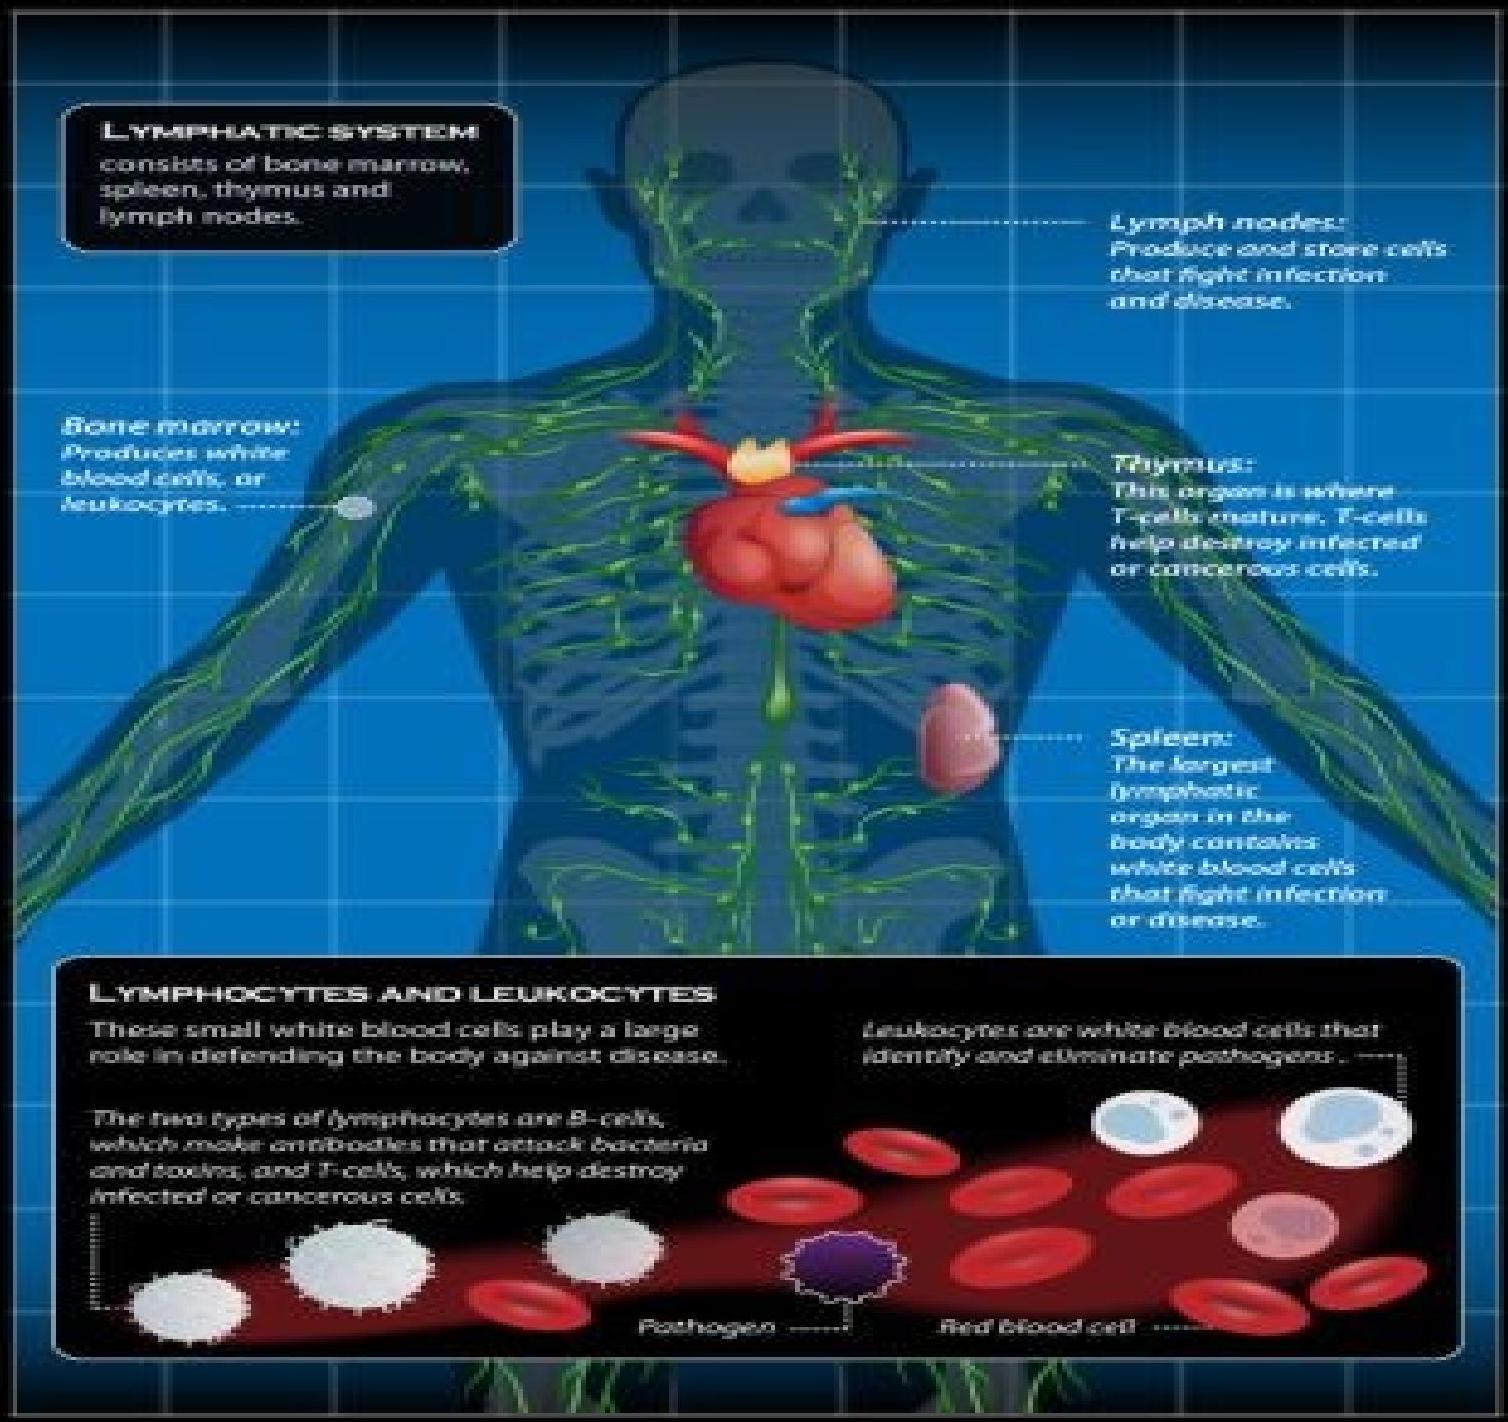 LYMPHATIC SYSTEM
consists of bone marrow,
spleen, thymus and
lymph nodes.
Lymph nodes:
Produce and store cells
that fight infection
and disease.
Bone marrow:
Produces white
blood cells, or
leukocytes.
Thymus:
This organ is where
T-cells mature. T-cells
help destroy infected
or cancerous cells.
Spleen:
The largest
lymphatic
organ in the
body contains
white blood cells
that fight infection
or disease.
LYMPHOCYTES AND LEUKOCYTES
These small white blood cells play a large
role in defending the body against disease.
The two types of lymphocytes are B-cells,
which make antibodies that attack bacteria
and toxins, and T-cells, which help destroy
infected or cancerous cells.
Leukocytes are white blood cells that
identify and eliminate pathogens.
Pathogen
Red blood cell